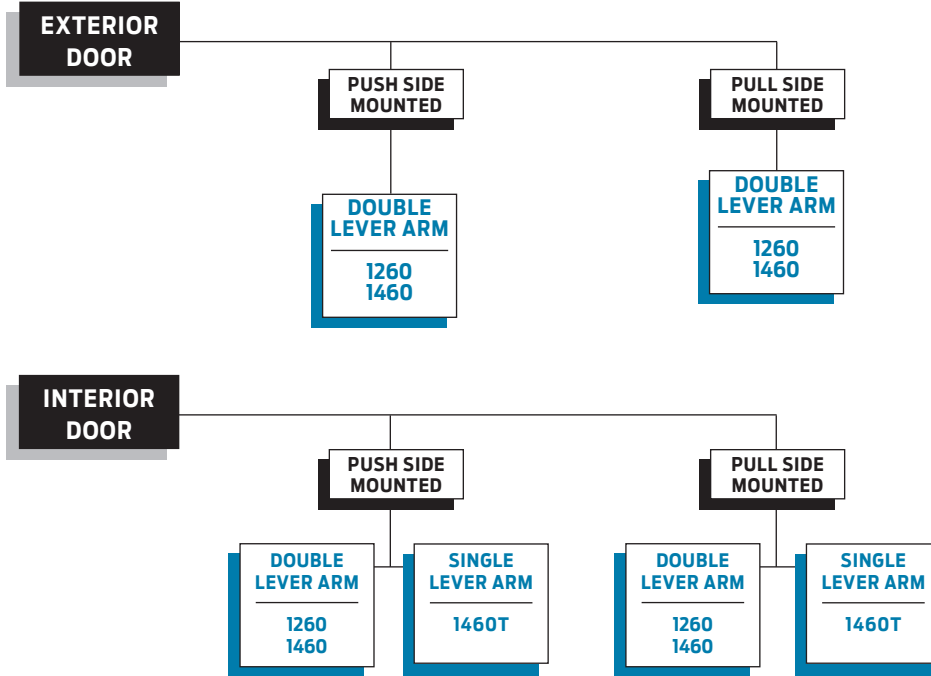 EXTERIOR
DOOR
PUSH SIDE
MOUNTED
PULL SIDE
MOUNTED
DOUBLE
LEVER ARM
1260
1460
DOUBLE
LEVER ARM
1260
1460
INTERIOR
DOOR
PUSH SIDE
MOUNTED
PULL SIDE
MOUNTED
DOUBLE
LEVER ARM
1260
1460
SINGLE
LEVER ARM
1460T
DOUBLE
LEVER ARM
1260
1460
SINGLE
LEVER ARM
1460T